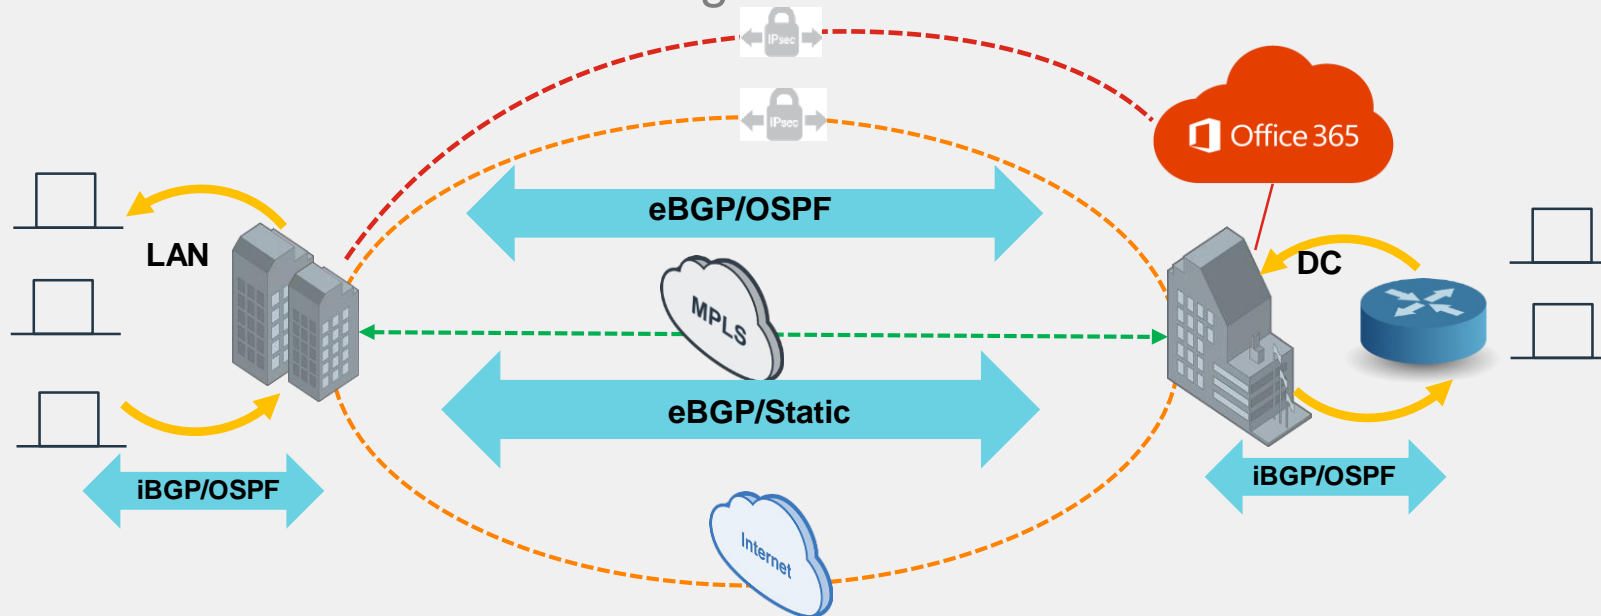 IPsec
IPsec
Office 365
eBGP/OSPF
LAN
DC
MPLS
eBGP/Static
iBGP/OSPF
iBGP/OSPF
Internet